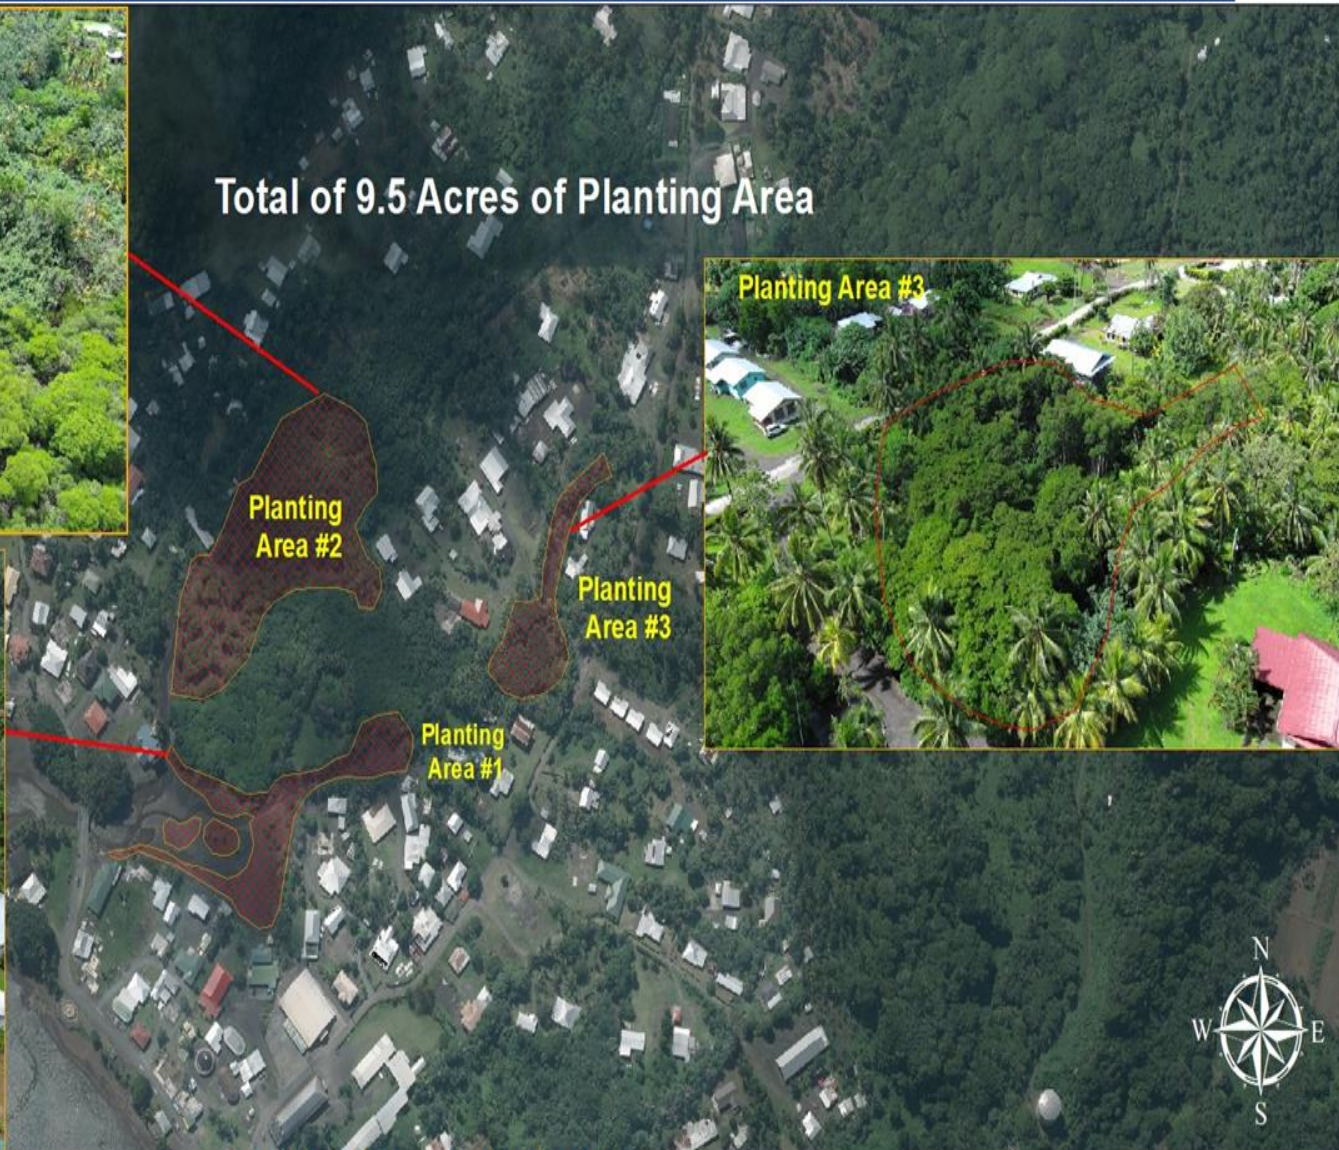 Total of 9.5 Acres of Planting Area
Planting Area #3
Planting
Area #2
Planting
Area #3
Planting
Area #1
N
W E
S